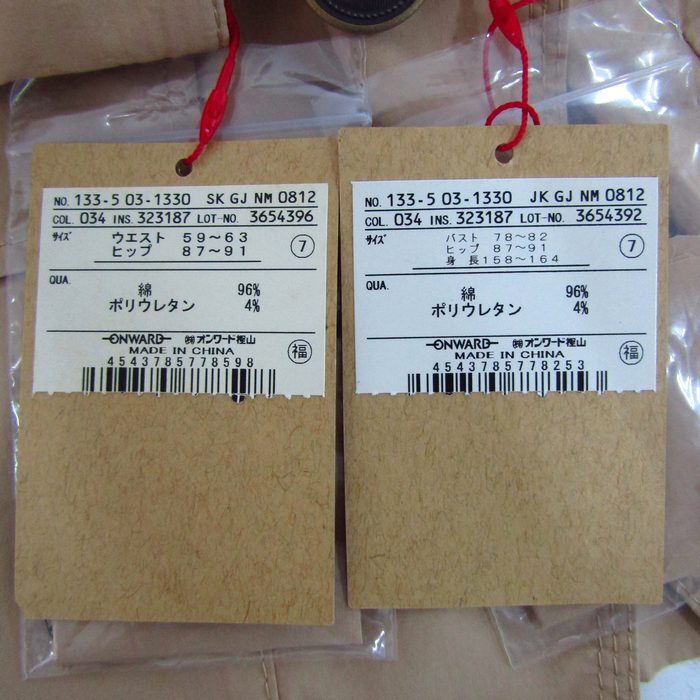 NO. 133-5 03-1330 SK GJ NM 0812
COL. 034 INS. 323187 LOT-NO. 3654396
サイズ ウエスト 59～63 7
ヒップ 87～91
QUA.
綿 96%
ポリウレタン 4%
ONWARD ㈱オンワード樫山
MADE IN CHINA 福
4543785778598
NO. 133-5 03-1330 JK GJ NM 0812
COL. 034 INS. 323187 LOT-NO. 3654392
サイズ バスト 78～82 7
ヒップ 87～91
身長158～164
QUA.
綿 96%
ポリウレタン 4%
ONWARD ㈱オンワード樫山
MADE IN CHINA 福
4543785778253